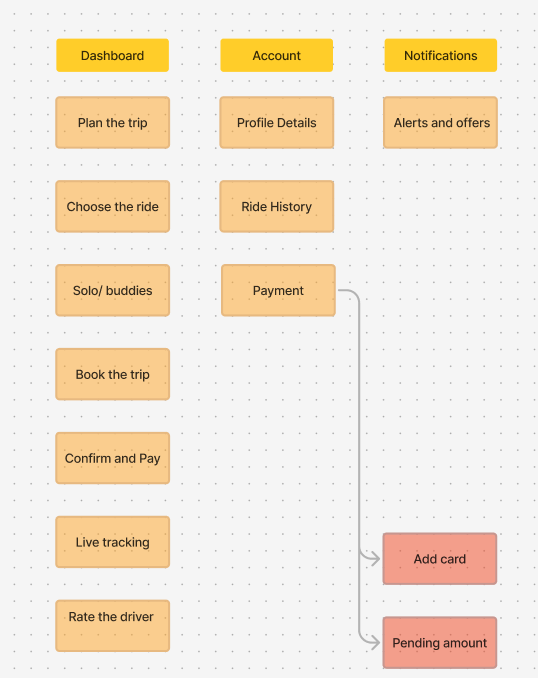 Dashboard
Account
Notifications
Plan the trip
Profile Details
Alerts and offers
Choose the ride
Ride History
Solo/ buddies
Payment
Book the trip
Confirm and Pay
Live tracking
Add card
Rate the driver
Pending amount